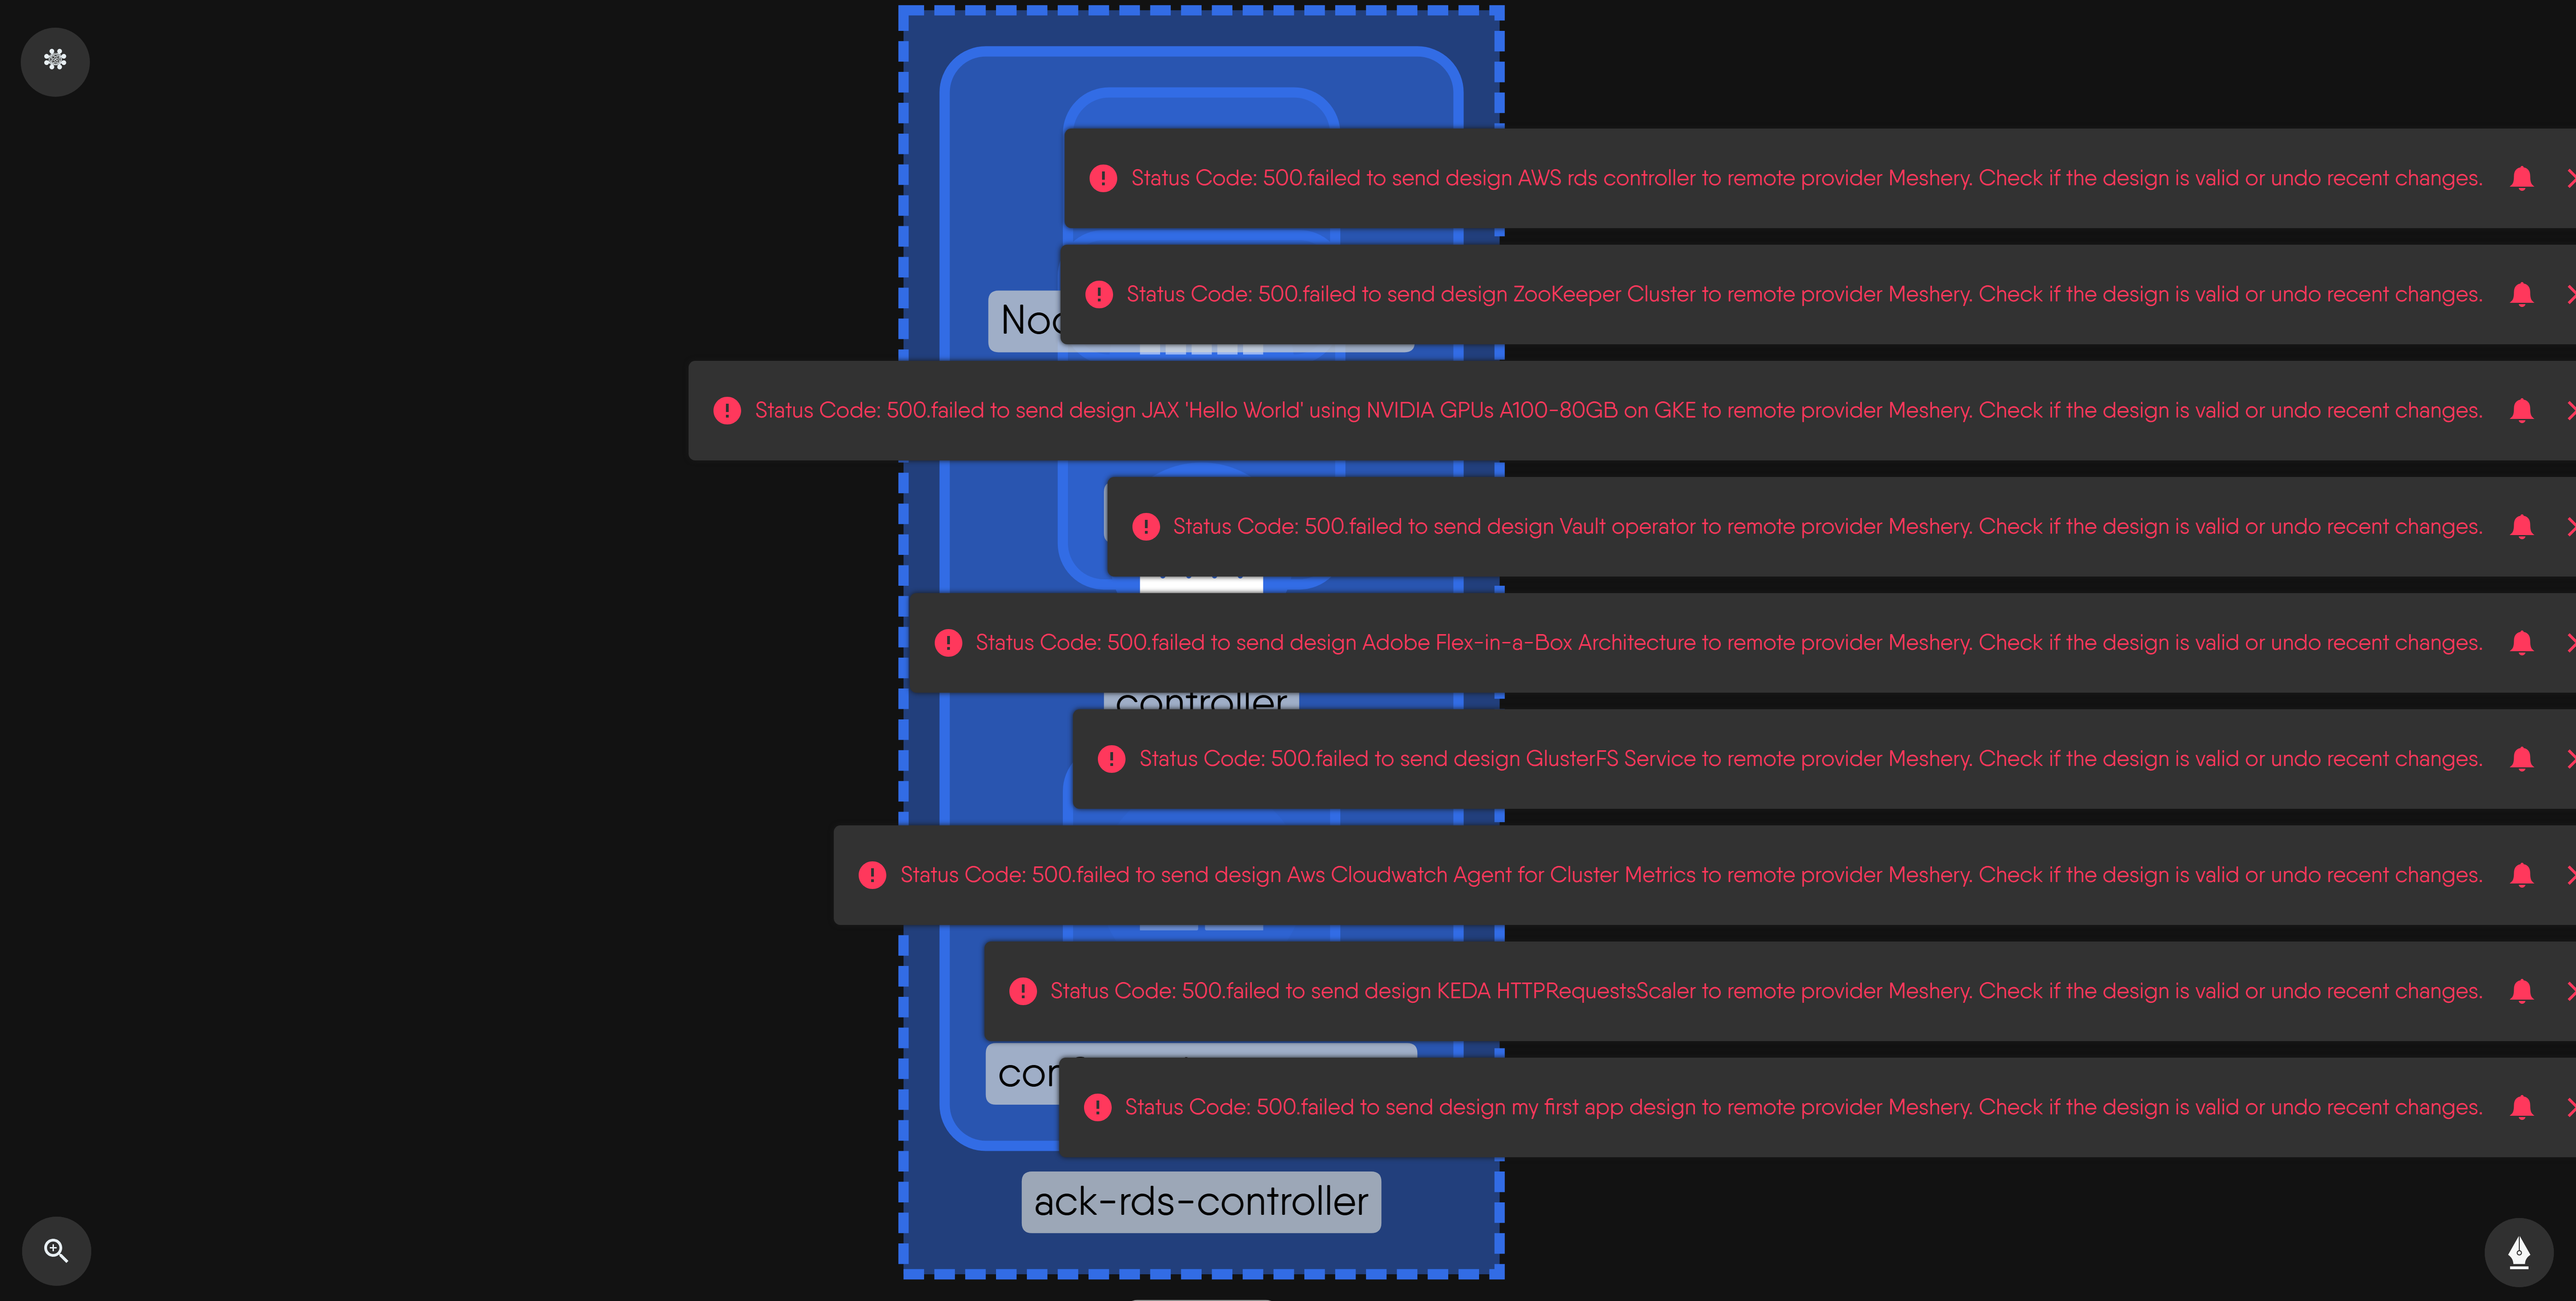 Status Code: 500.failed to send design AWS rds controller to remote provider Meshery. Check if the design is valid or undo recent changes.
Status Code: 500.failed to send design ZooKeeper Cluster to remote provider Meshery. Check if the design is valid or undo recent changes.
Status Code: 500.failed to send design JAX 'Hello World' using NVIDIA GPUs A100-80GB on GKE to remote provider Meshery. Check if the design is valid or undo recent changes.
Status Code: 500.failed to send design Vault operator to remote provider Meshery. Check if the design is valid or undo recent changes.
Status Code: 500.failed to send design Adobe Flex-in-a-Box Architecture to remote provider Meshery. Check if the design is valid or undo recent changes.
controller
Status Code: 500.failed to send design GlusterFS Service to remote provider Meshery. Check if the design is valid or undo recent changes.
Status Code: 500.failed to send design Aws Cloudwatch Agent for Cluster Metrics to remote provider Meshery. Check if the design is valid or undo recent changes.
Status Code: 500.failed to send design KEDA HTTPRequestsScaler to remote provider Meshery. Check if the design is valid or undo recent changes.
Status Code: 500.failed to send design my first app design to remote provider Meshery. Check if the design is valid or undo recent changes.
ack-rds-controller